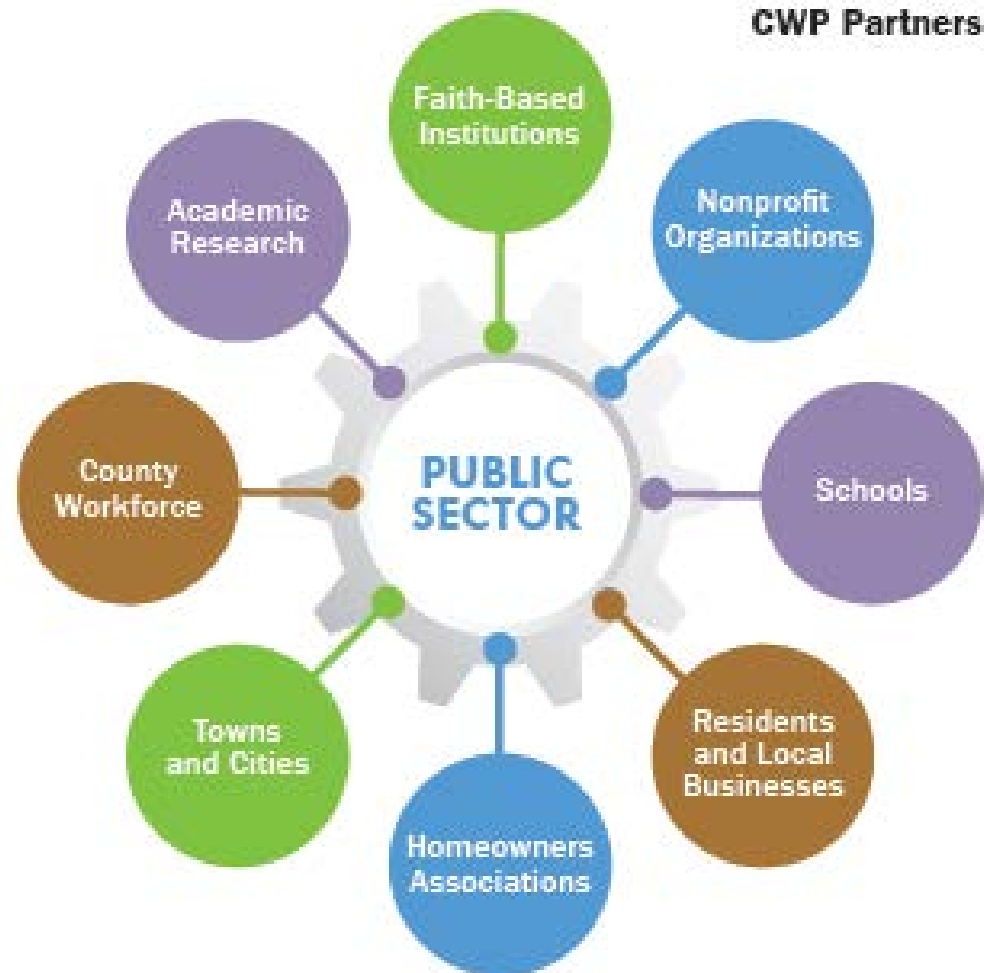 CWP Partners
Faith-Based
Institutions
Nonprofit
Organizations
Schools
Residents
and Local
Businesses
Homeowners
Associations
Towns
and Cities
County
Workforce
Academic
Research
PUBLIC
SECTOR